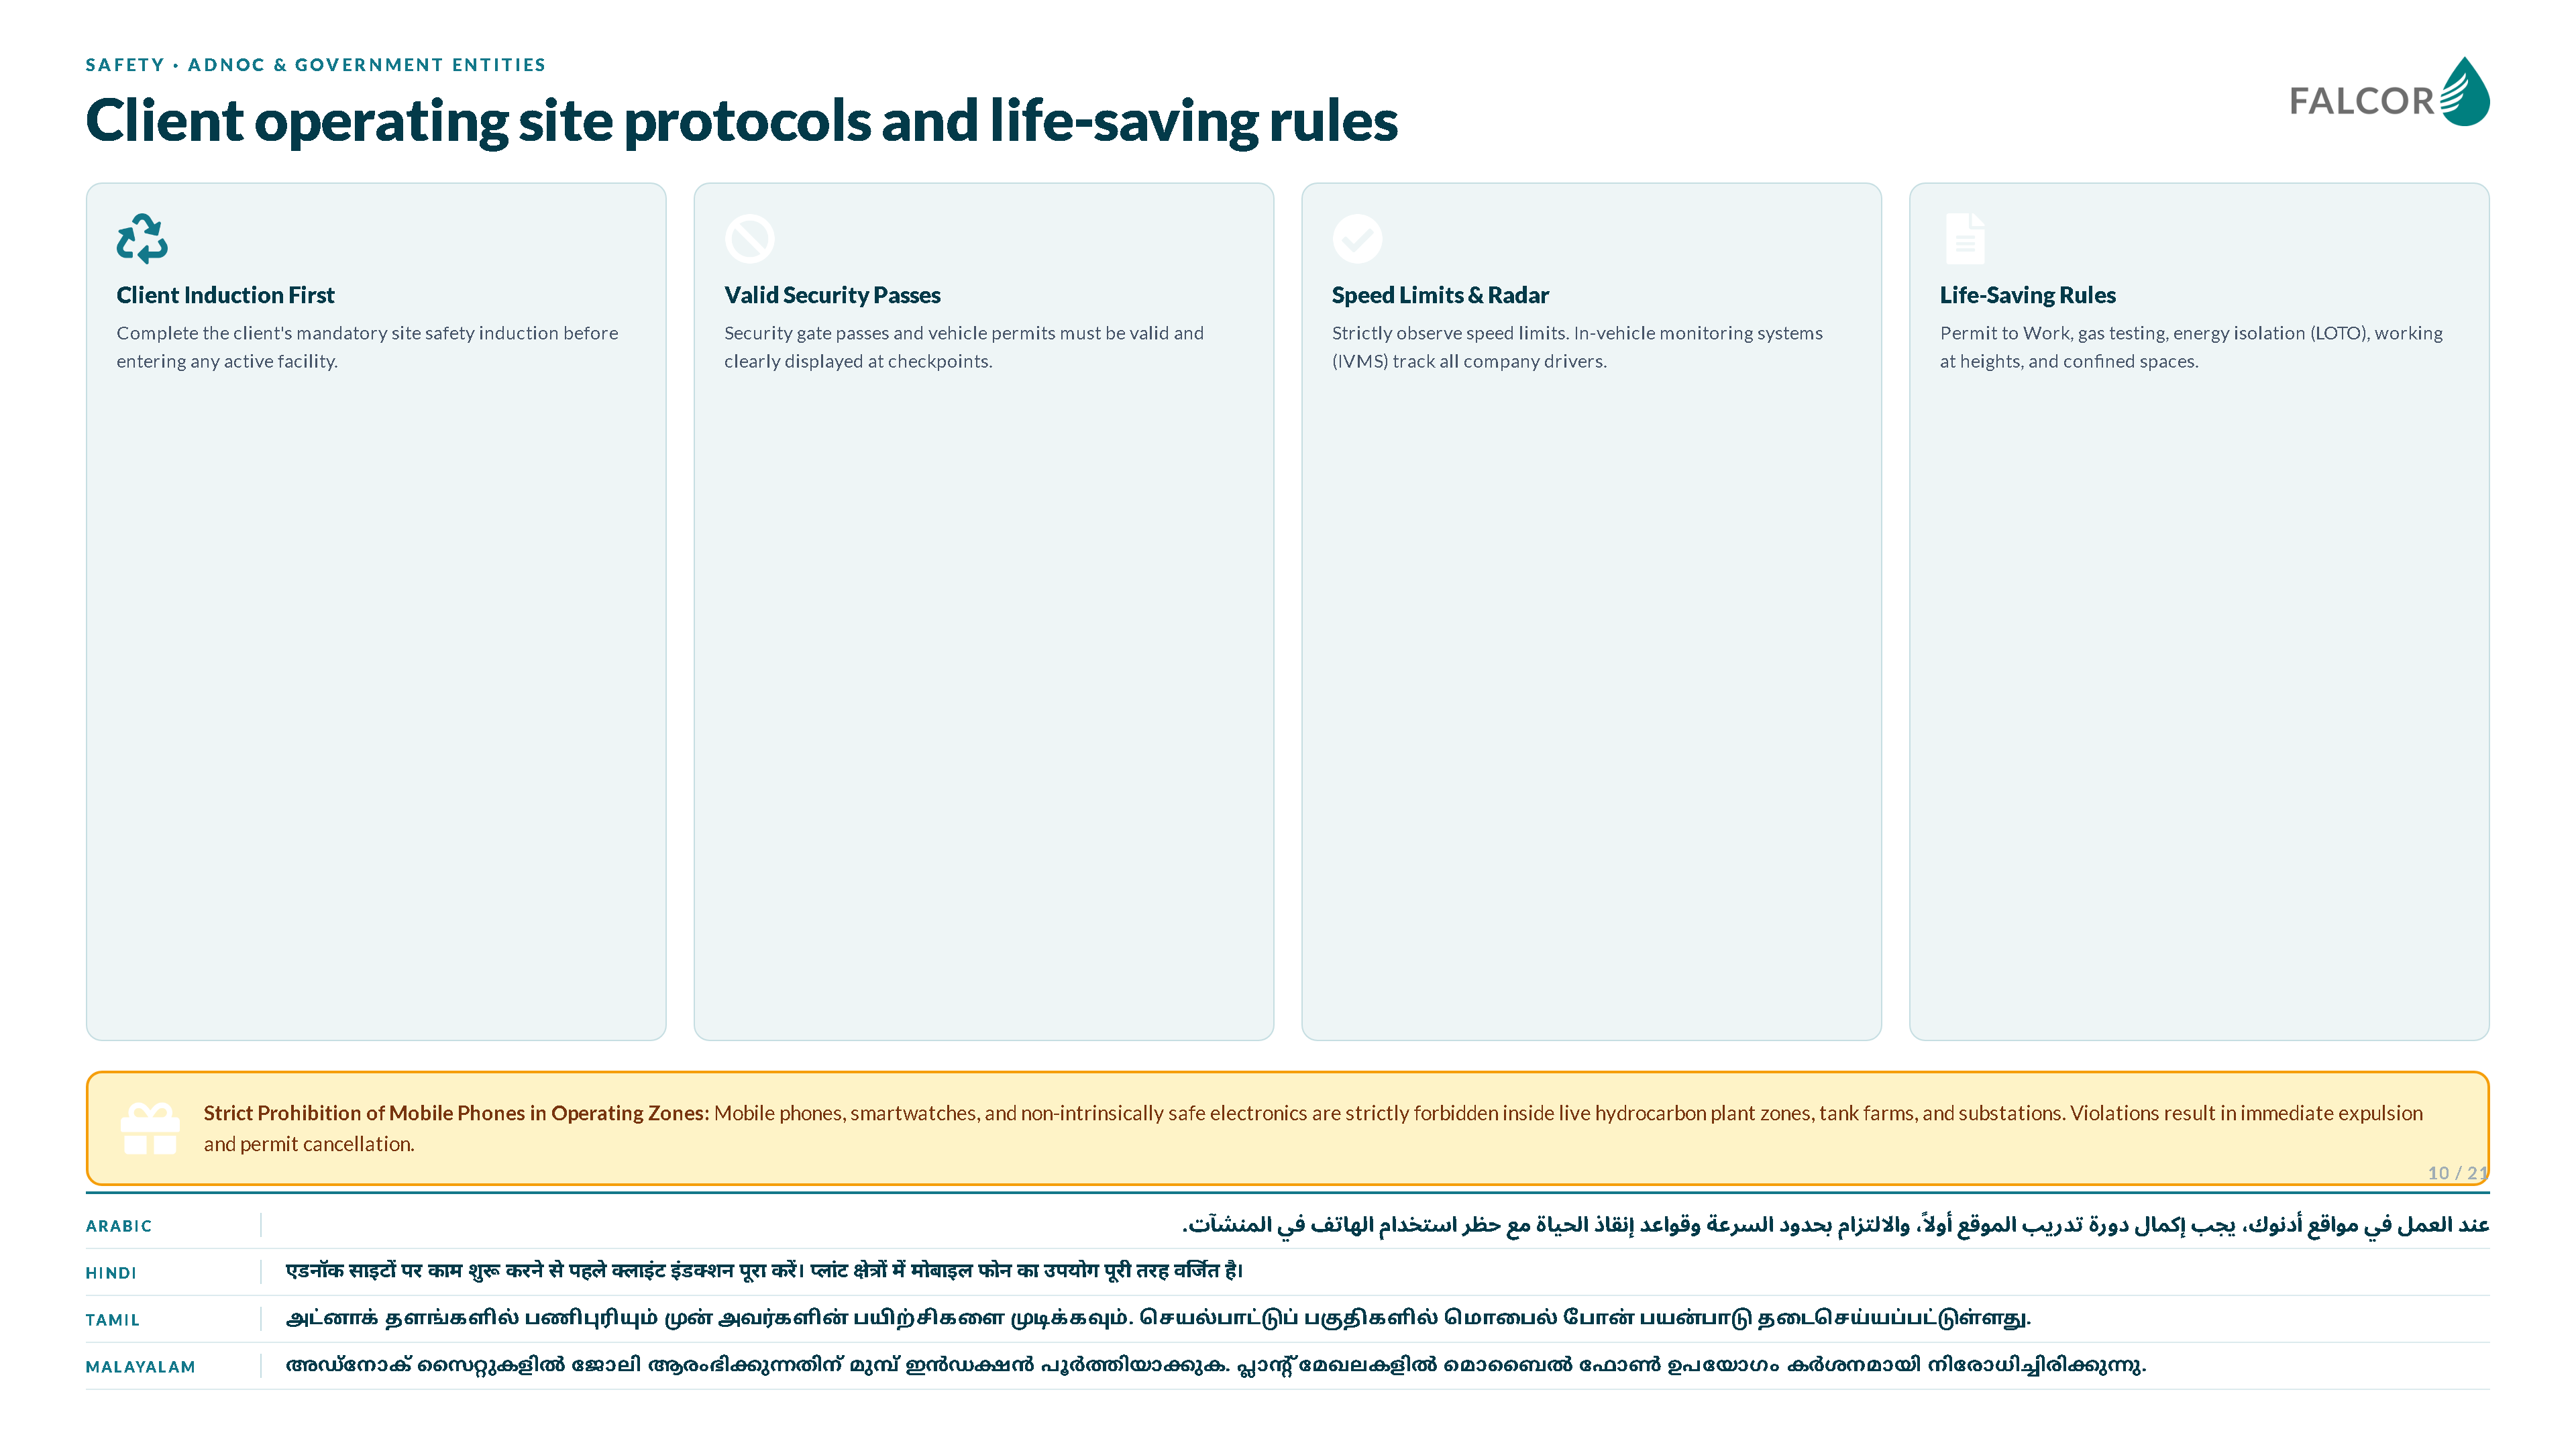 SAFETY · ADNOC & GOVERNMENT ENTITIES
Client operating site protocols and life-saving rules
FALCOR
Client Induction First
Complete the client's mandatory site safety induction before
entering any active facility.
Valid Security Passes
Security gate passes and vehicle permits must be valid and
clearly displayed at checkpoints.
Speed Limits & Radar
Strictly observe speed limits. In-vehicle monitoring systems
(IVMS) track all company drivers.
Life-Saving Rules
Permit to Work, gas testing, energy isolation (LOTO), working
at heights, and confined spaces.
Strict Prohibition of Mobile Phones in Operating Zones: Mobile phones, smartwatches, and non-intrinsically safe electronics are strictly forbidden inside live hydrocarbon plant zones, tank farms, and substations. Violations result in immediate expulsion
and permit cancellation.
10 / 21
ARABIC
عند العمل في مواقع أدنوك، يجب إكمال دورة تدريب الموقع أولاً، والالتزام بحدود السرعة وقواعد إنقاذ الحياة مع حظر استخدام الهاتف في المنشآت.
HINDI
एडनॉक साइटों पर काम शुरू करने से पहले क्लाइंट इंडक्शन पूरा करें। प्लांट क्षेत्रों में मोबाइल फोन का उपयोग पूरी तरह वर्जित है।
TAMIL
அட்னாக் தளங்களில் பணிபுரியும் முன் அவர்களின் பயிற்சிகளை முடிக்கவும். செயல்பாட்டுப் பகுதிகளில் மொபைல் போன் பயன்பாடு தடைசெய்யப்பட்டுள்ளது.
MALAYALAM
അഡ്നോക് സൈറ്റുകളിൽ ജോലി ആരംഭിക്കുന്നതിന് മുമ്പ് ഇൻഡക്ഷൻ പൂർത്തിയാക്കുക. പ്ലാന്റ് മേഖലകളിൽ മൊബൈൽ ഫോൺ ഉപയോഗം കർശനമായി നിരോധിച്ചിരിക്കുന്നു.